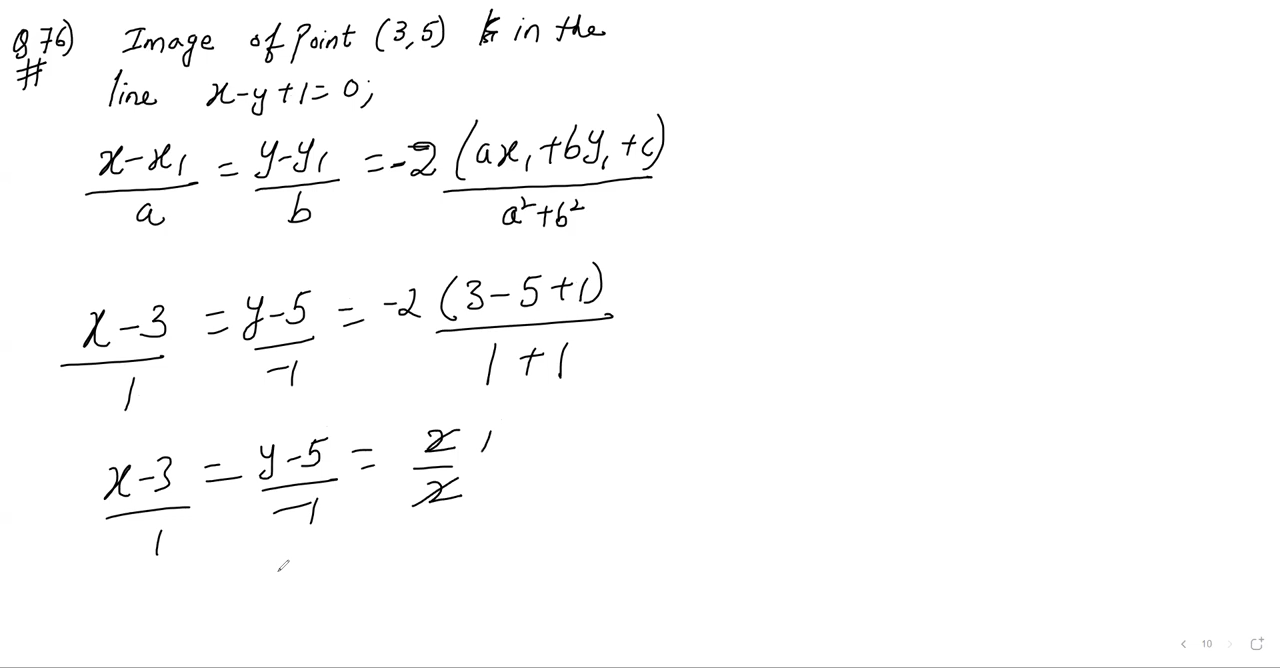 Q 76) Image of Point (3,5) in the
# line x-y+1=0;
x-x₁/a = y-y₁/b = -2 (ax₁+by₁+c)/a²+b²
x-3/1 = y-5/-1 = -2 (3-5+1)/1+1
x-3/1 = y-5/-1 = 2/2 1
< 10 >